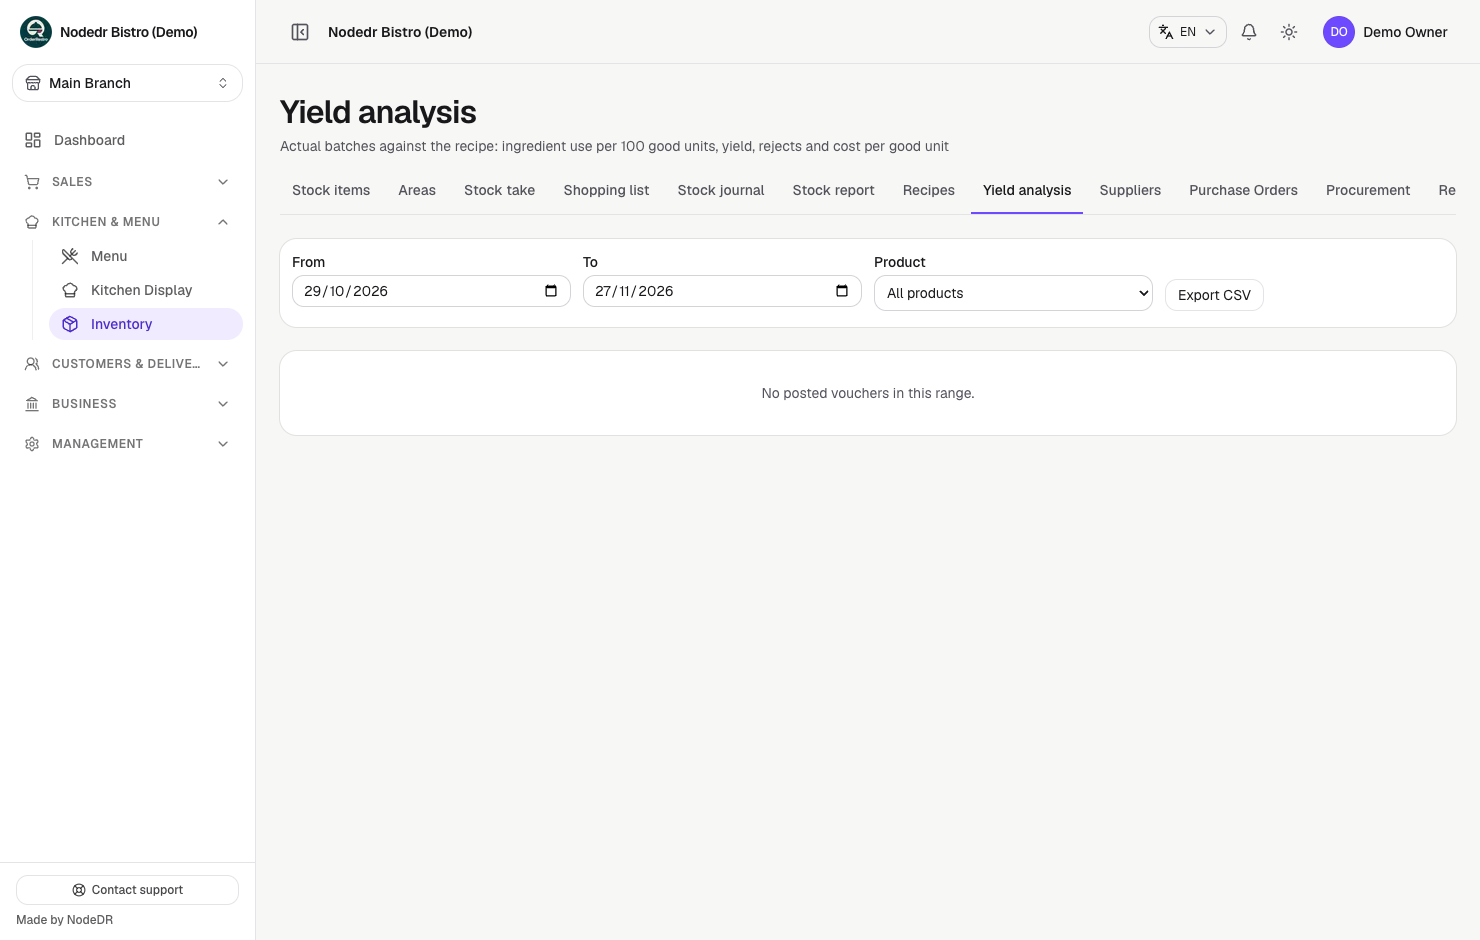 Nodedr Bistro (Demo)
Main Branch
Dashboard
SALES
KITCHEN & MENU
Menu
Kitchen Display
Inventory
CUSTOMERS & DELIVE…
BUSINESS
MANAGEMENT
Contact support
Made by NodeDR
Nodedr Bistro (Demo)
EN
DO
Demo Owner
Yield analysis
Actual batches against the recipe: ingredient use per 100 good units, yield, rejects and cost per good unit
Stock items Areas Stock take Shopping list Stock journal Stock report Recipes Yield analysis Suppliers Purchase Orders Procurement Re
From To Product
29/10/2026 27/11/2026 All products Export CSV
No posted vouchers in this range.